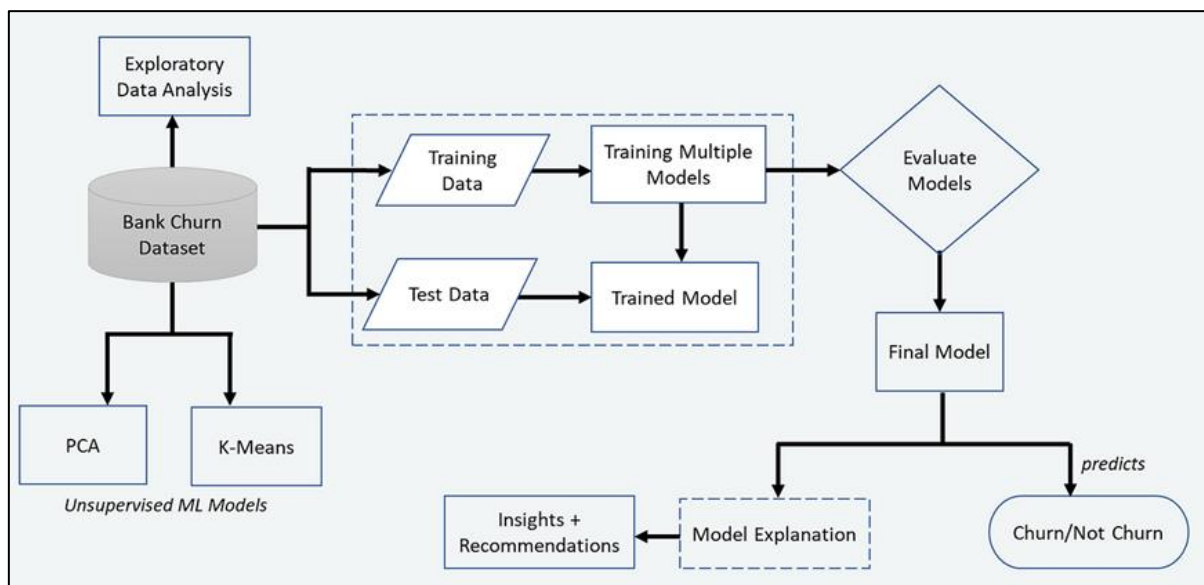 Exploratory
Data Analysis
Bank Churn
Dataset
Training
Data
Training Multiple
Models
Evaluate
Models
Test Data
Trained Model
Final Model
PCA
K-Means
Unsupervised ML Models
predicts
Insights +
Recommendations
Model Explanation
Churn/Not Churn